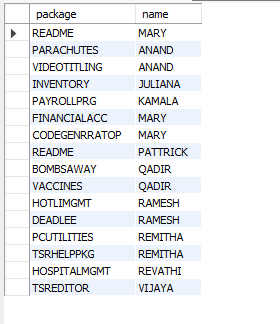 package name
README MARY
PARACHUTES ANAND
VIDEOTITLING ANAND
INVENTORY JULIANA
PAYROLLPRG KAMALA
FINANCIALACC MARY
CODEGENRRATOP MARY
README PATTRICK
BOMBSAWAY QADIR
VACCINES QADIR
HOTLIMGMT RAMESH
DEADLEE RAMESH
PCUTILITIES REMITHA
TSRHELPPKG REMITHA
HOSPITALMGMT REVATHI
TSREDITOR VIJAYA